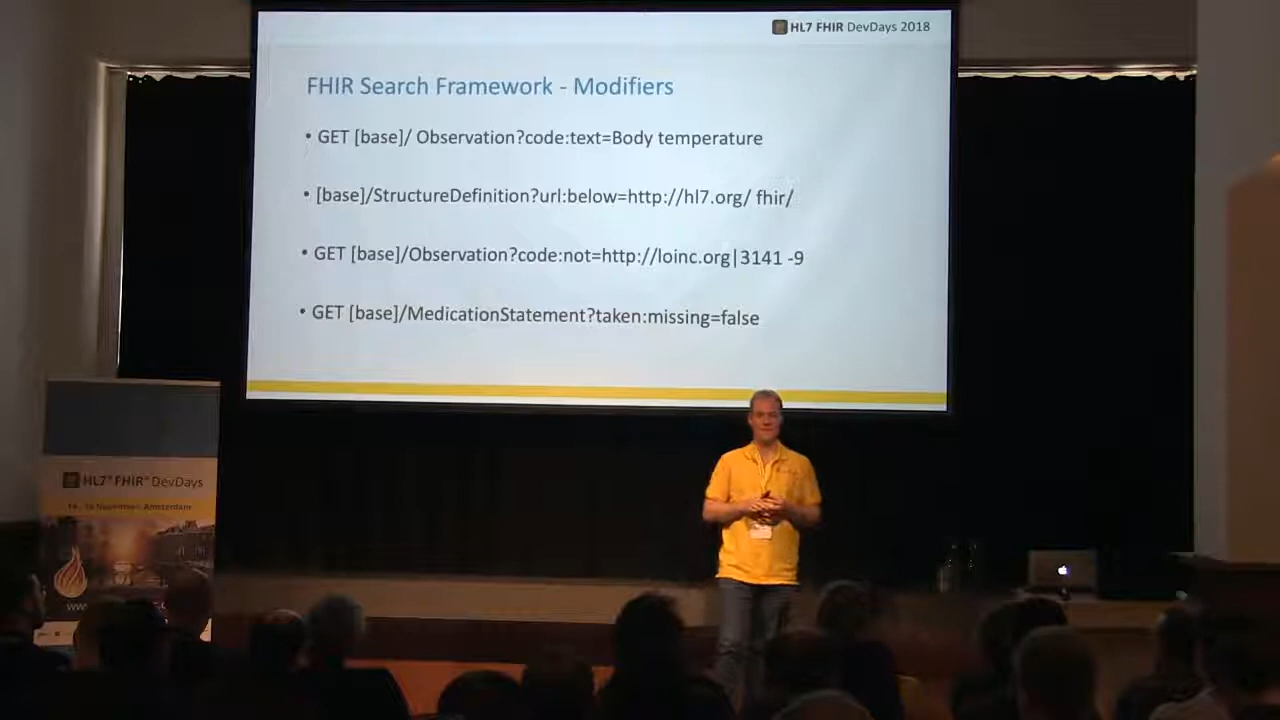 HL7 FHIR DevDays 2018
FHIR Search Framework - Modifiers
• GET [base]/ Observation?code:text=Body temperature
• [base]/StructureDefinition?url:below=http://hl7.org/ fhir/
• GET [base]/Observation?code:not=http://loinc.org|3141 -9
• GET [base]/MedicationStatement?taken:missing=false
HL7® FHIR® DevDays
November, Amsterdam